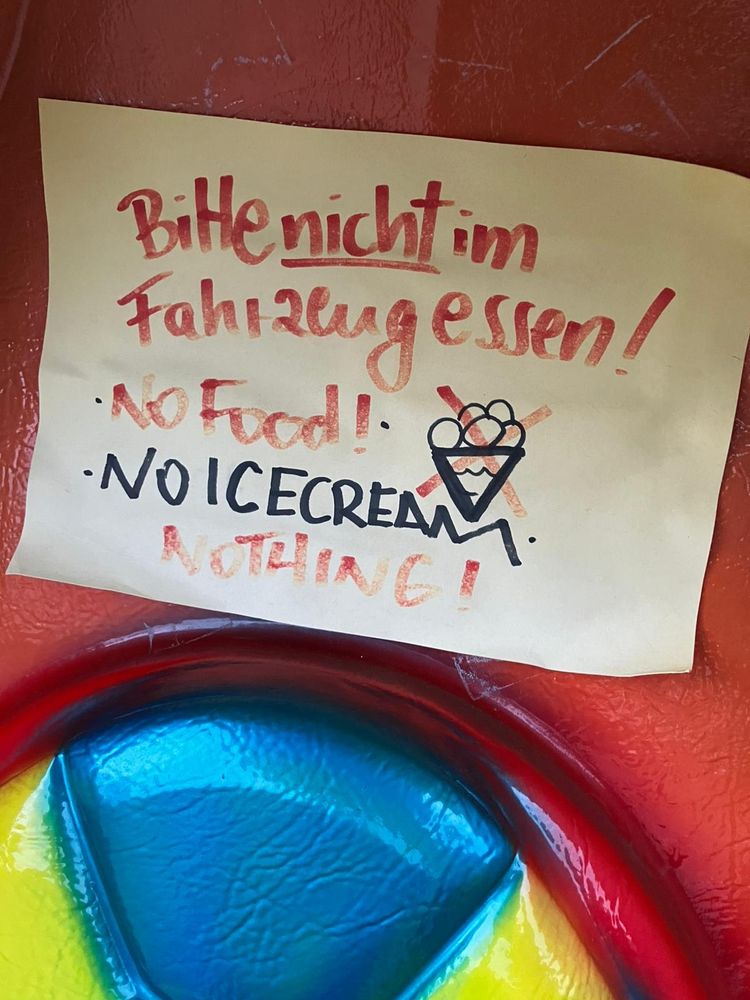 Bitte nicht im
Fahrzeug essen!
·No Food!·
·NO ICECREAM·
NOTHING!